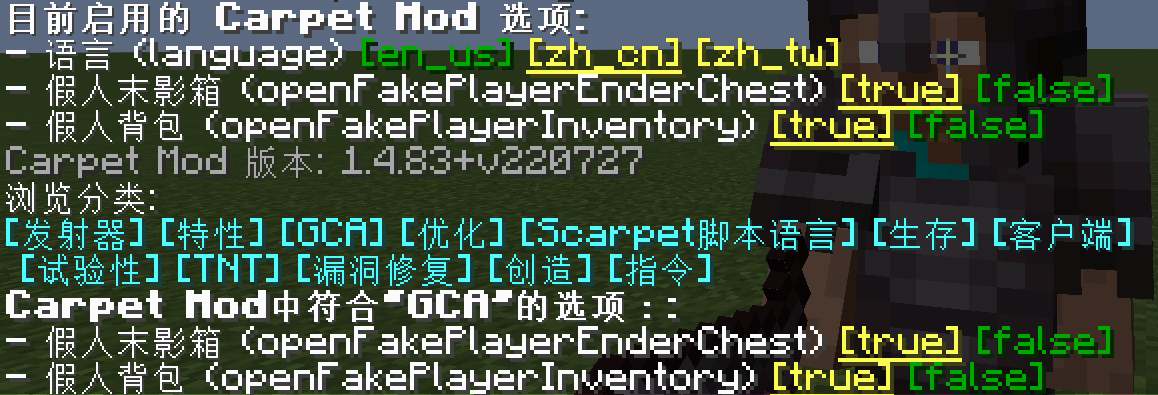 目前启用的 Carpet Mod 选项:
- 语言 (language) [en_us] [zh_cn] [zh_tw]
- 假人末影箱 (openFakePlayerEnderChest) [true] [false]
- 假人背包 (openFakePlayerInventory) [true] [false]
Carpet Mod 版本: 1.4.83+v220727
浏览分类:
[发射器] [特性] [GCA] [优化] [Scarpet脚本语言] [生存] [客户端]
[试验性] [TNT] [漏洞修复] [创造] [指令]
Carpet Mod中符合"GCA"的选项：:
- 假人末影箱 (openFakePlayerEnderChest) [true] [false]
- 假人背包 (openFakePlayerInventory) [true] [false]